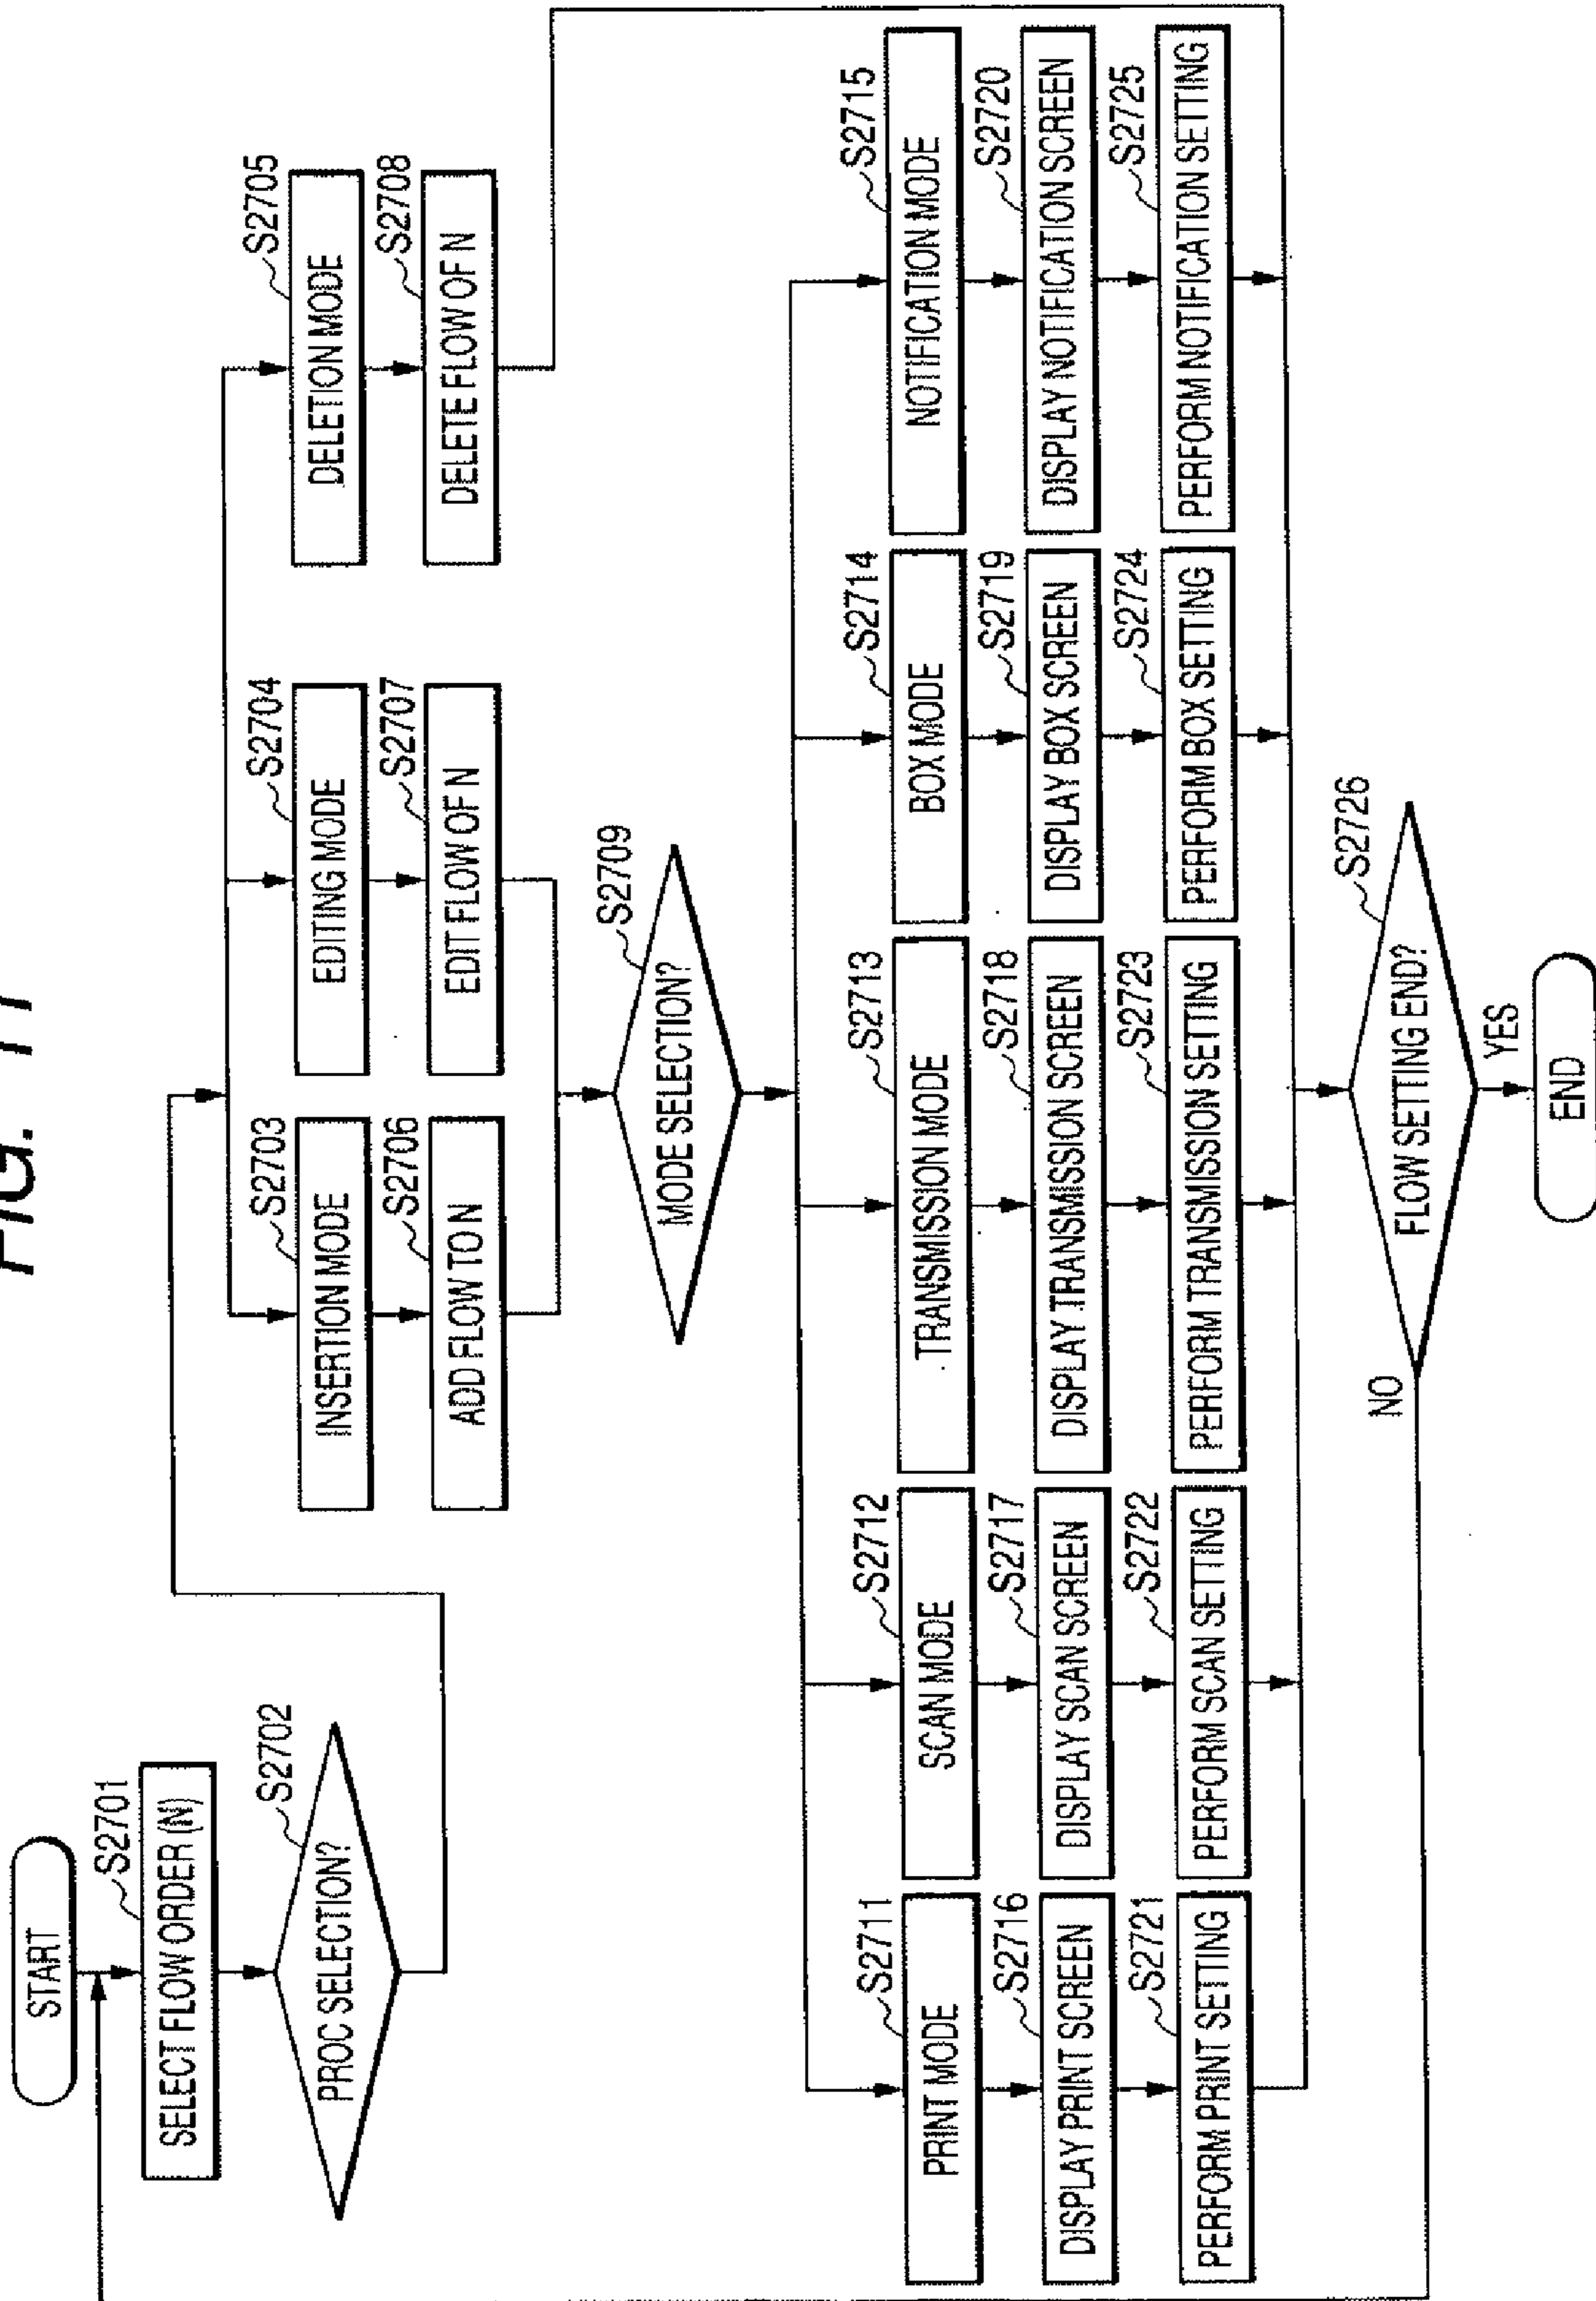 FIG.
START
S2701
SELECT FLOW ORDER (N)
S2702
PROC SELECTION?
S2703
INSERTION MODE
S2704
EDITING MODE
S2705
DELETION MODE
S2706
ADD FLOW TO N
S2707
EDIT FLOW OF N
S2708
DELETE FLOW OF N
S2709
MODE SELECTION?
S2711
PRINT MODE
S2712
SCAN MODE
S2713
TRANSMISSION MODE
S2714
BOX MODE
S2715
NOTIFICATION MODE
S2716
DISPLAY PRINT SCREEN
S2717
DISPLAY SCAN SCREEN
S2718
DISPLAY TRANSMISSION SCREEN
S2719
DISPLAY BOX SCREEN
S2720
DISPLAY NOTIFICATION SCREEN
S2721
PERFORM PRINT SETTING
S2722
PERFORM SCAN SETTING
S2723
PERFORM TRANSMISSION SETTING
S2724
PERFORM BOX SETTING
S2725
PERFORM NOTIFICATION SETTING
S2726
FLOW SETTING END?
NO
YES
END